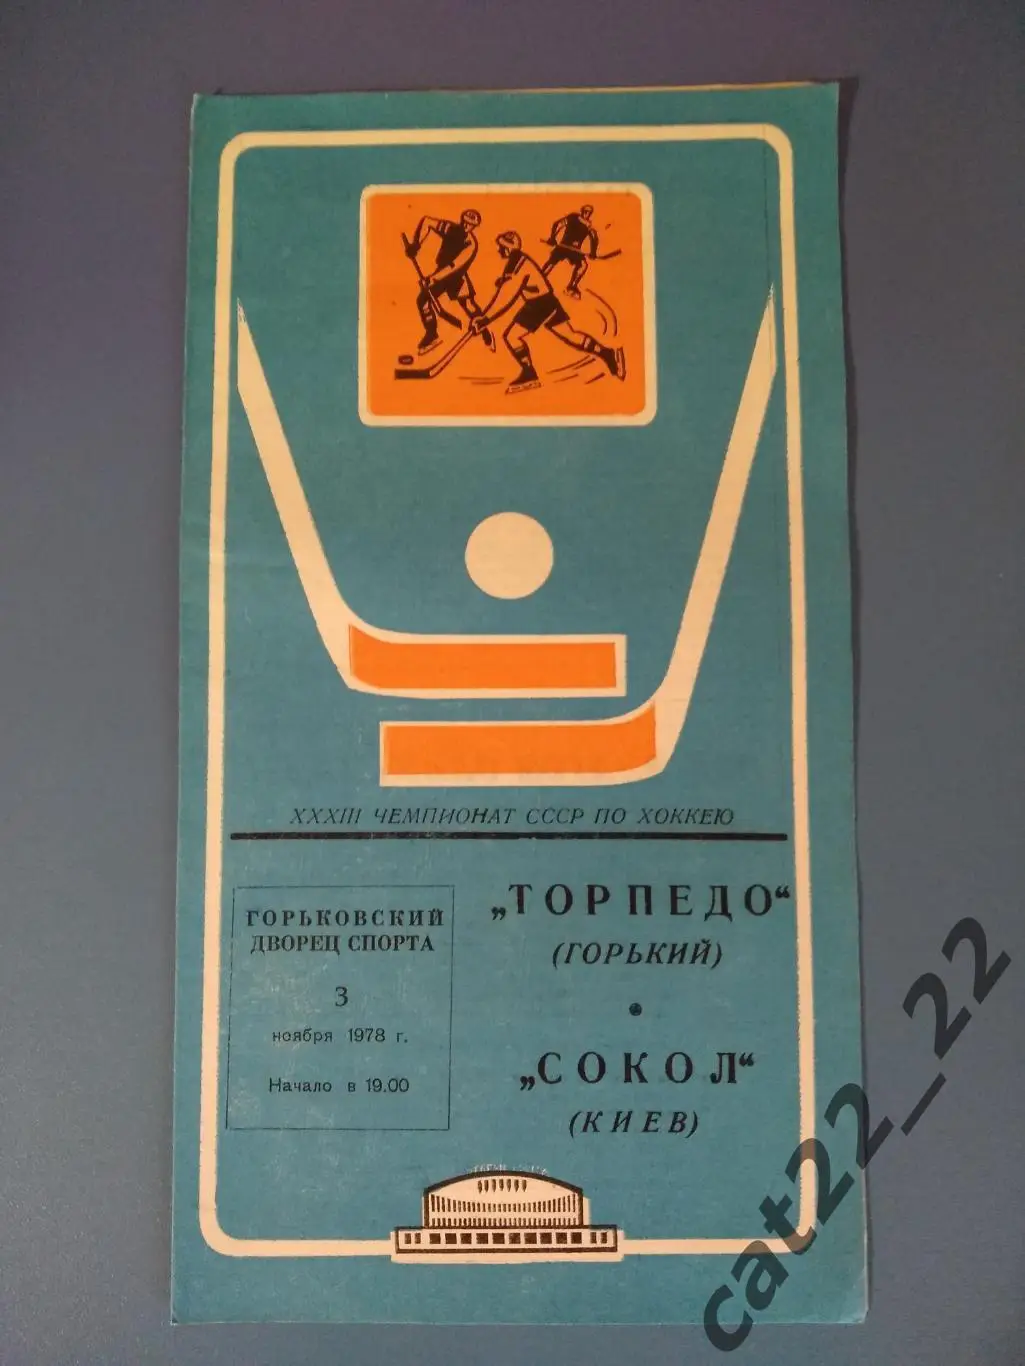 XXXIII ЧЕМПИОНАТ СССР ПО ХОККЕЮ
ГОРЬКОВСКИЙ
ДВОРЕЦ СПОРТА
3
ноября 1978 г.
Начало в 19.00
„ТОРПЕДО“
(ГОРЬКИЙ)
•
„СОКОЛ“
(КИЕВ)
cat22_22